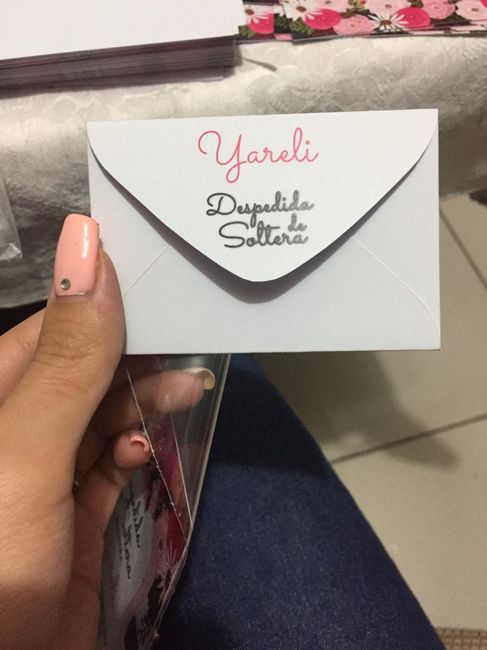 Yareli
Despedida
de
Soltera